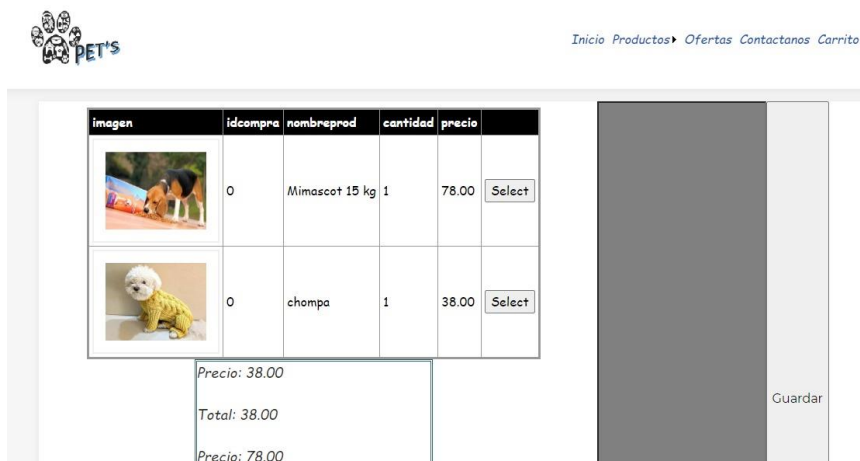 PET'S
Inicio Productos Ofertas Contactanos Carrito
imagen idcompra nombreprod cantidad precio
0 Mimascot 15 kg 1 78.00 Select
0 chompa 1 38.00 Select
Precio: 38.00
Total: 38.00
Precio: 78.00
Guardar